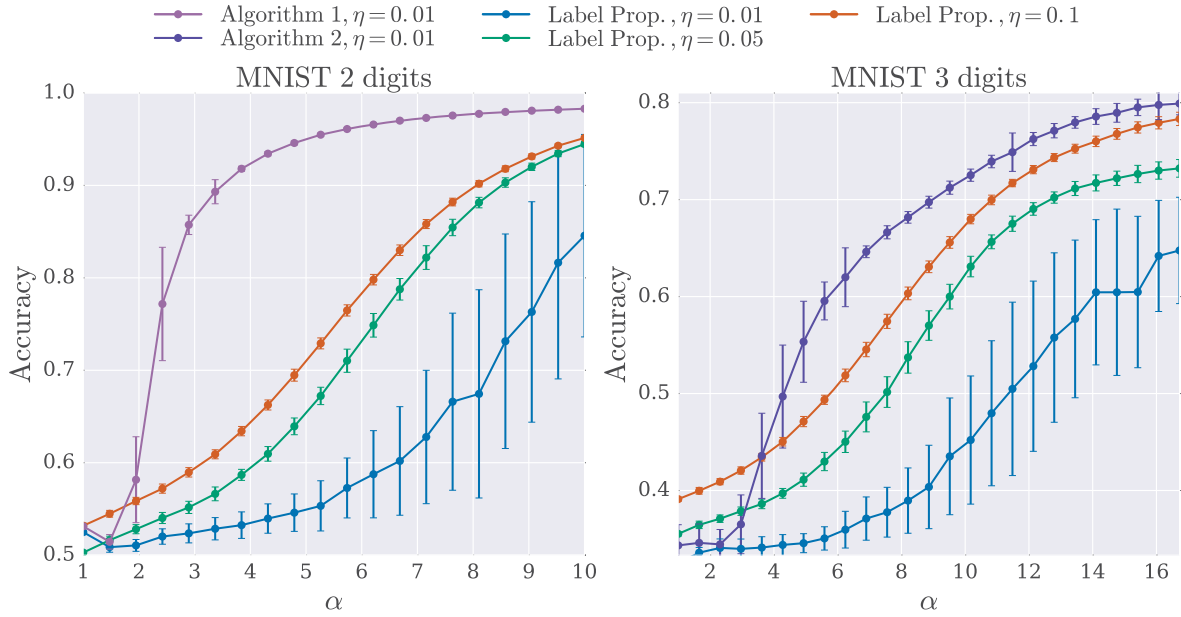 Algorithm 1, η = 0.01
Label Prop., η = 0.01
Label Prop., η = 0.1
Algorithm 2, η = 0.01
Label Prop., η = 0.05
MNIST 2 digits
1.0
0.9
0.8
0.7
0.6
0.5
Accuracy
1 2 3 4 5 6 7 8 9 10
α
MNIST 3 digits
0.8
0.7
0.6
0.5
0.4
Accuracy
2 4 6 8 10 12 14 16
α